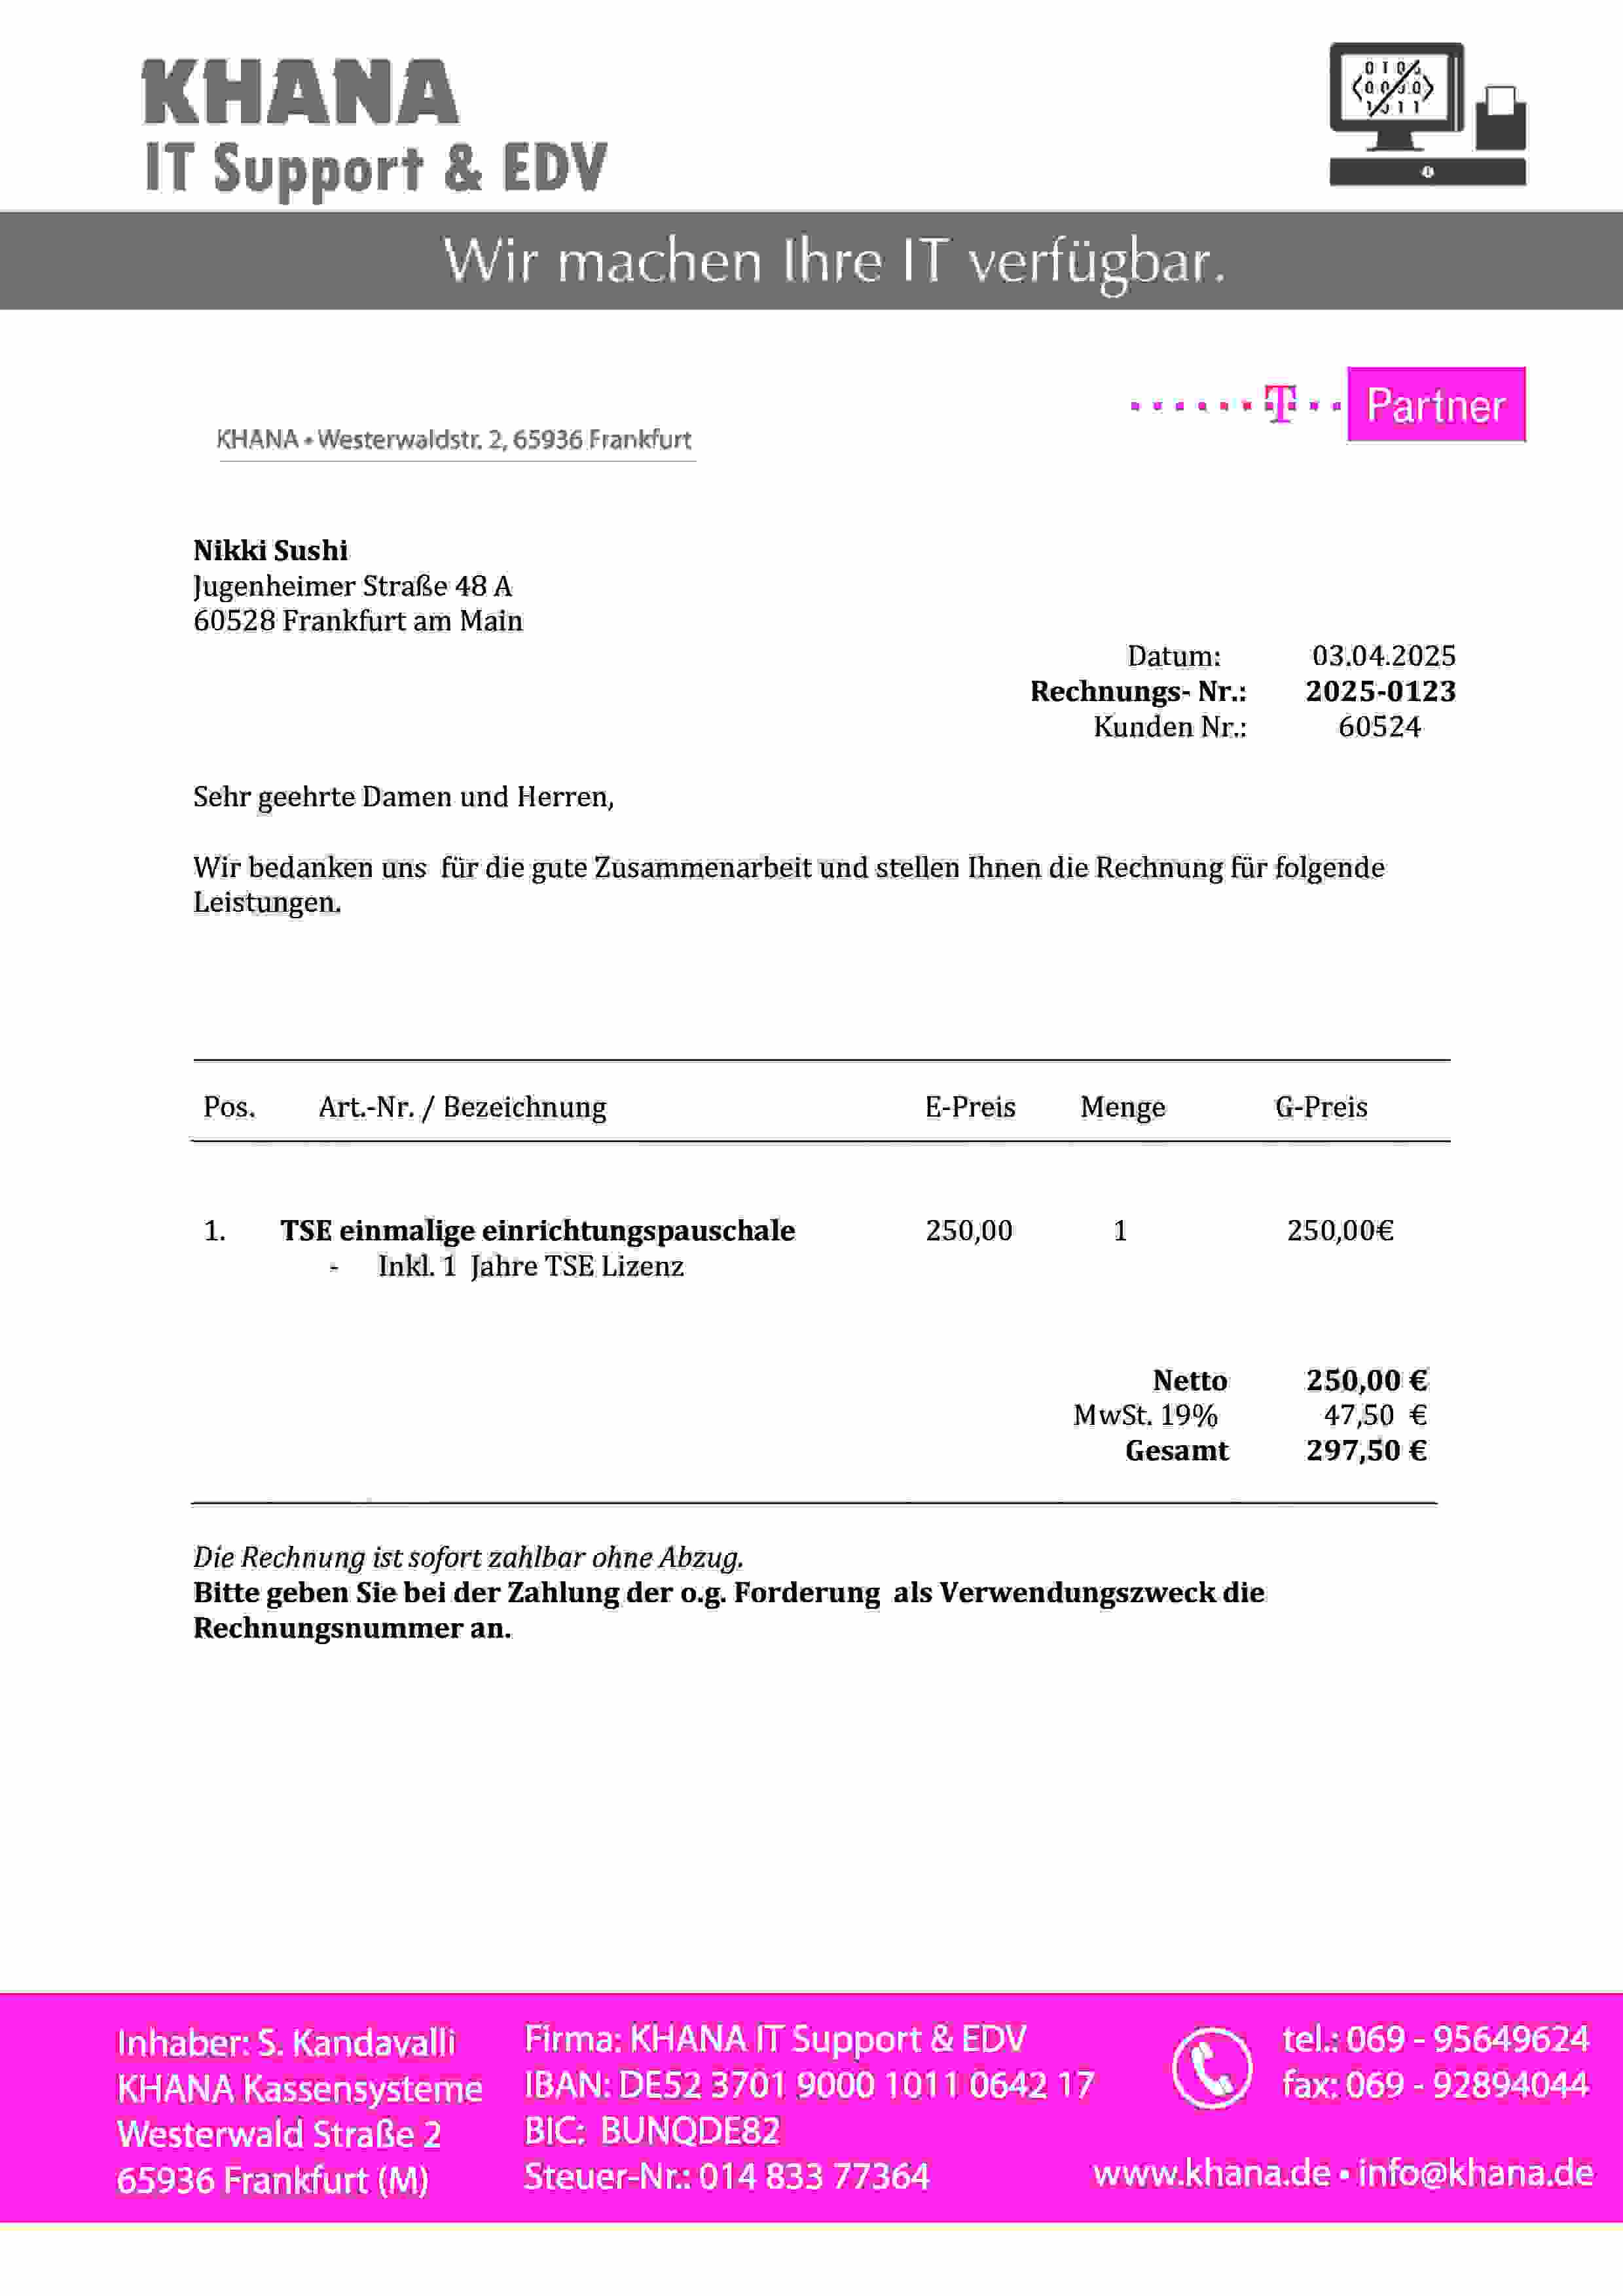 KHANA
IT Support & EDV
Wir machen Ihre IT verfügbar.
T Partner
KHANA • Westerwaldstr. 2, 65936 Frankfurt
Nikki Sushi
Jugenheimer Straße 48 A
60528 Frankfurt am Main
Datum: 03.04.2025
Rechnungs- Nr.: 2025-0123
Kunden Nr.: 60524
Sehr geehrte Damen und Herren,
Wir bedanken uns für die gute Zusammenarbeit und stellen Ihnen die Rechnung für folgende
Leistungen.
Pos. Art.-Nr. / Bezeichnung E-Preis Menge G-Preis
1. TSE einmalige einrichtungspauschale 250,00 1 250,00€
- Inkl. 1 Jahre TSE Lizenz
Netto 250,00 €
MwSt. 19% 47,50 €
Gesamt 297,50 €
Die Rechnung ist sofort zahlbar ohne Abzug.
Bitte geben Sie bei der Zahlung der o.g. Forderung als Verwendungszweck die
Rechnungsnummer an.
Inhaber: S. Kandavalli
KHANA Kassensysteme
Westerwald Straße 2
65936 Frankfurt (M)
Firma: KHANA IT Support & EDV
IBAN: DE52 3701 9000 1011 0642 17
BIC: BUNQDE82
Steuer-Nr.: 014 833 77364
tel.: 069 - 95649624
fax: 069 - 92894044
www.khana.de • info@khana.de